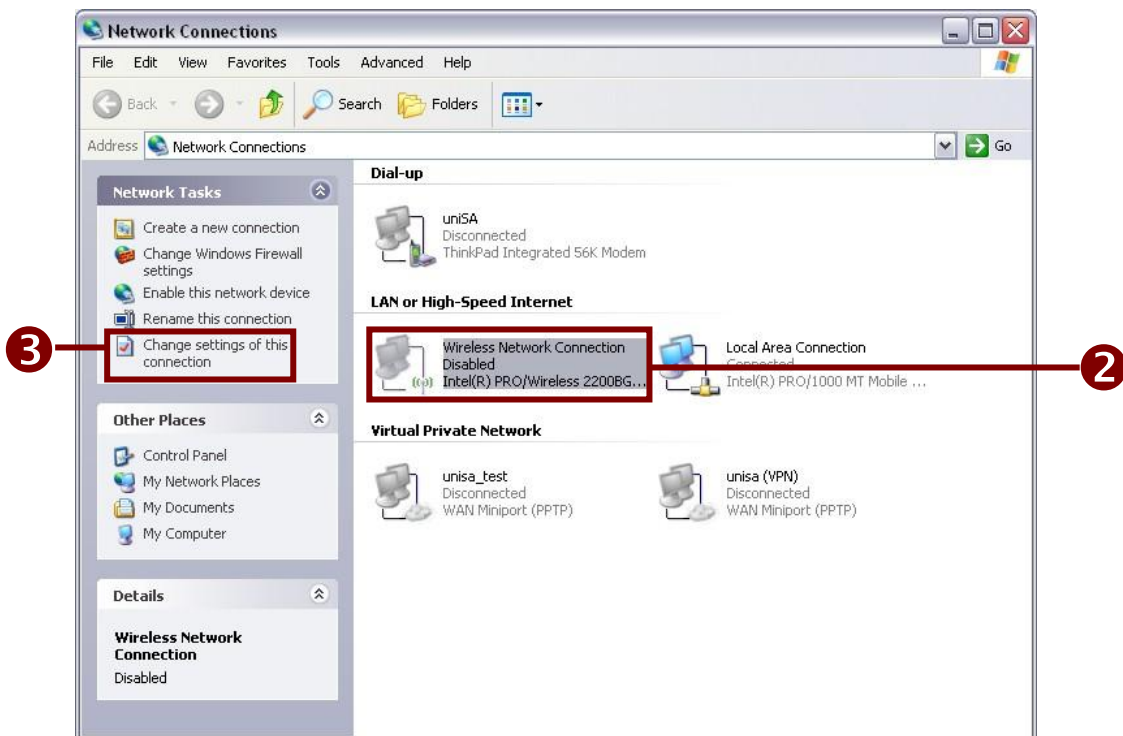 Network Connections
File Edit View Favorites Tools Advanced Help
Back Search Folders
Address Network Connections Go
Network Tasks
Create a new connection
Change Windows Firewall
settings
Enable this network device
Rename this connection
Change settings of this
connection
3
Other Places
Control Panel
My Network Places
My Documents
My Computer
Details
Wireless Network
Connection
Disabled
Dial-up
uniSA
Disconnected
ThinkPad Integrated 56K Modem
LAN or High-Speed Internet
Wireless Network Connection
Disabled
Intel(R) PRO/Wireless 2200BG...
Local Area Connection
Connected
Intel(R) PRO/1000 MT Mobile ...
2
Virtual Private Network
unisa_test
Disconnected
WAN Miniport (PPTP)
unisa (VPN)
Disconnected
WAN Miniport (PPTP)